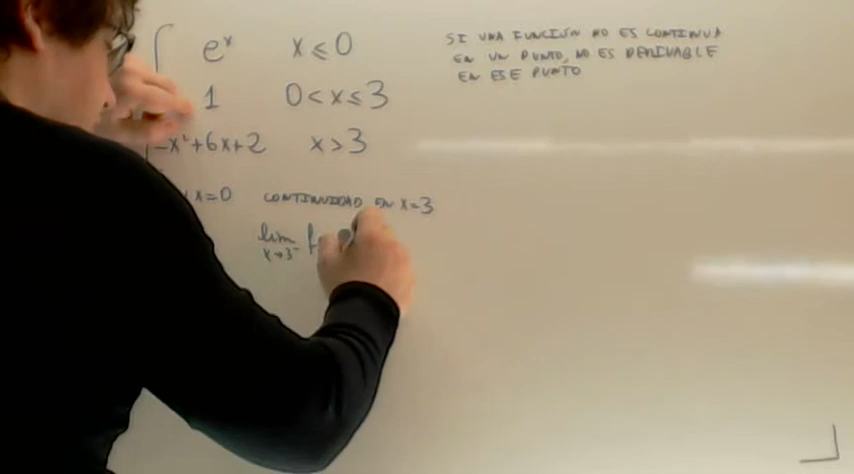 e^x x ≤ 0
1 0 < x ≤ 3
-x²+6x+2 x > 3
SI UNA FUNCIÓN NO ES CONTINUA
EN UN PUNTO, NO ES DERIVABLE
EN ESE PUNTO
x=0 CONTINUIDAD EN x=3
lim f
x→3⁻